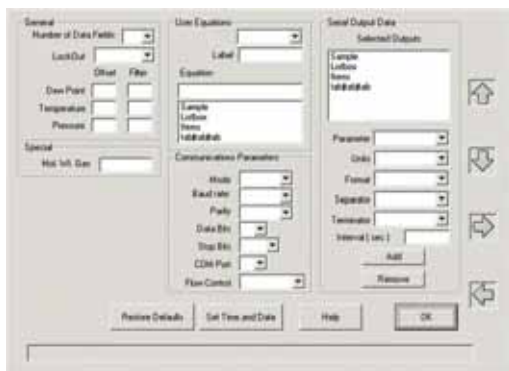 General
Number of Data Fields
LockOut
Offset Filter
Dew Point
Temperature
Pressure
Special
Mol. Wt. Gas
User Equations
Label
Equation
Sample
Listbox
Items
Communications Parameters
Mode
Baud rate
Parity
Data Bits
Stop Bits
COM Port
Flow Control
Serial Output Data
Selected Outputs
Sample
Listbox
Items
Parameter
Units
Format
Separator
Terminator
Interval ( sec )
Add
Remove
Restore Defaults
Set Time and Date
Help
OK